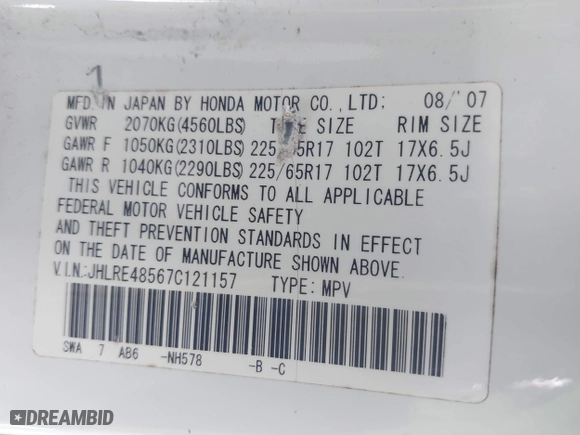 MFD. IN JAPAN BY HONDA MOTOR CO.,LTD: 08/'07
GVWR 2070KG(4560LBS) SIZE RIM SIZE
GAWR F 1050KG(2310LBS) 102T 17X6.5J
GAWR R 1040KG(2290LBS) 225/65R17 102T 17X6.5J
THIS VEHICLE CONFORMS TO ALL APPLICABLE
FEDERAL MOTOR VEHICLE SAFETY
AND THEFT PREVENTION STANDARDS IN EFFECT
ON THE DATE OF MANUFACTURE SHOWN ABOVE.
V.I.N.:JHLRE48567C121157 TYPE: MPV
SWA 7 AB6 -NH578 -B -C
DREAMBID